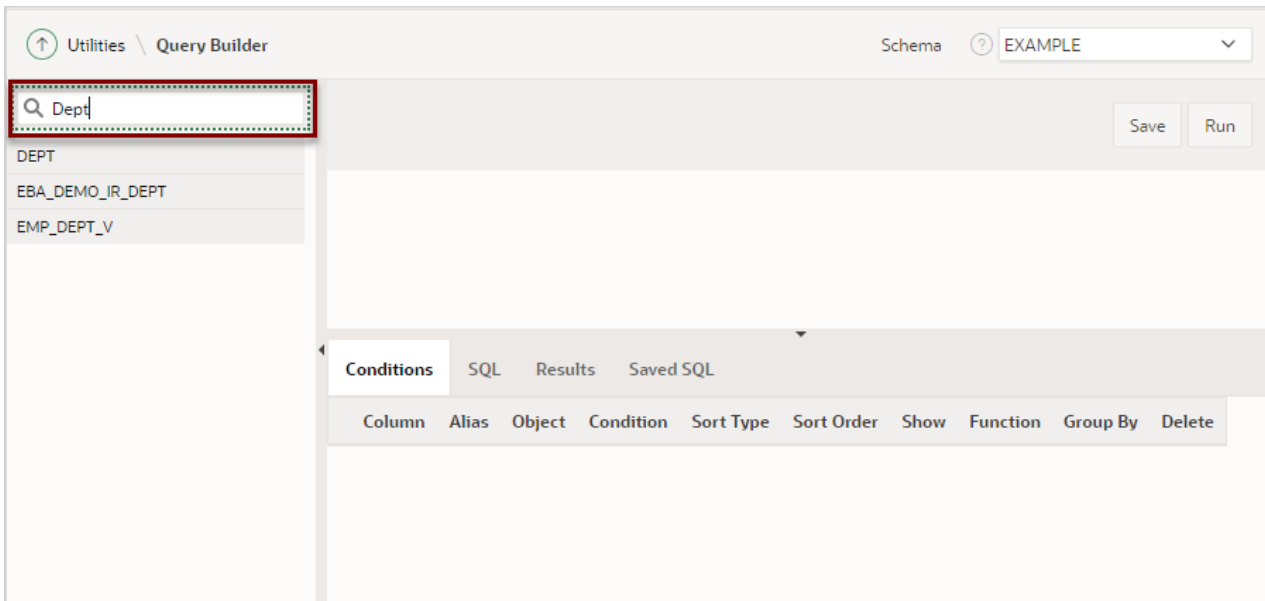 Utilities \ Query Builder
Schema ? EXAMPLE
Dept
Save Run
DEPT
EBA_DEMO_IR_DEPT
EMP_DEPT_V
Conditions SQL Results Saved SQL
Column Alias Object Condition Sort Type Sort Order Show Function Group By Delete